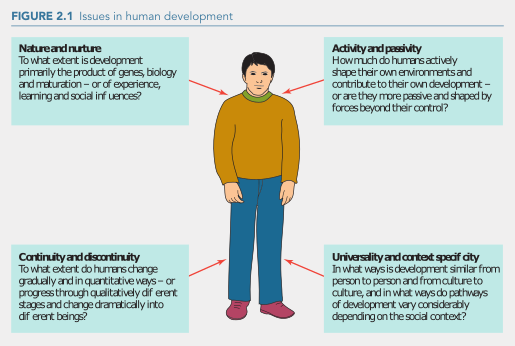 FIGURE 2.1 Issues in human development
Nature and nurture
To what extent is development
primarily the product of genes, biology
and maturation – or of experience,
learning and social inf uences?
Activity and passivity
How much do humans actively
shape their own environments and
contribute to their own development –
or are they more passive and shaped by
forces beyond their control?
Continuity and discontinuity
To what extent do humans change
gradually and in quantitative ways – or
progress through qualitatively dif erent
stages and change dramatically into
dif erent beings?
Universality and context specif city
In what ways is development similar from
person to person and from culture to
culture, and in what ways do pathways
of development vary considerably
depending on the social context?